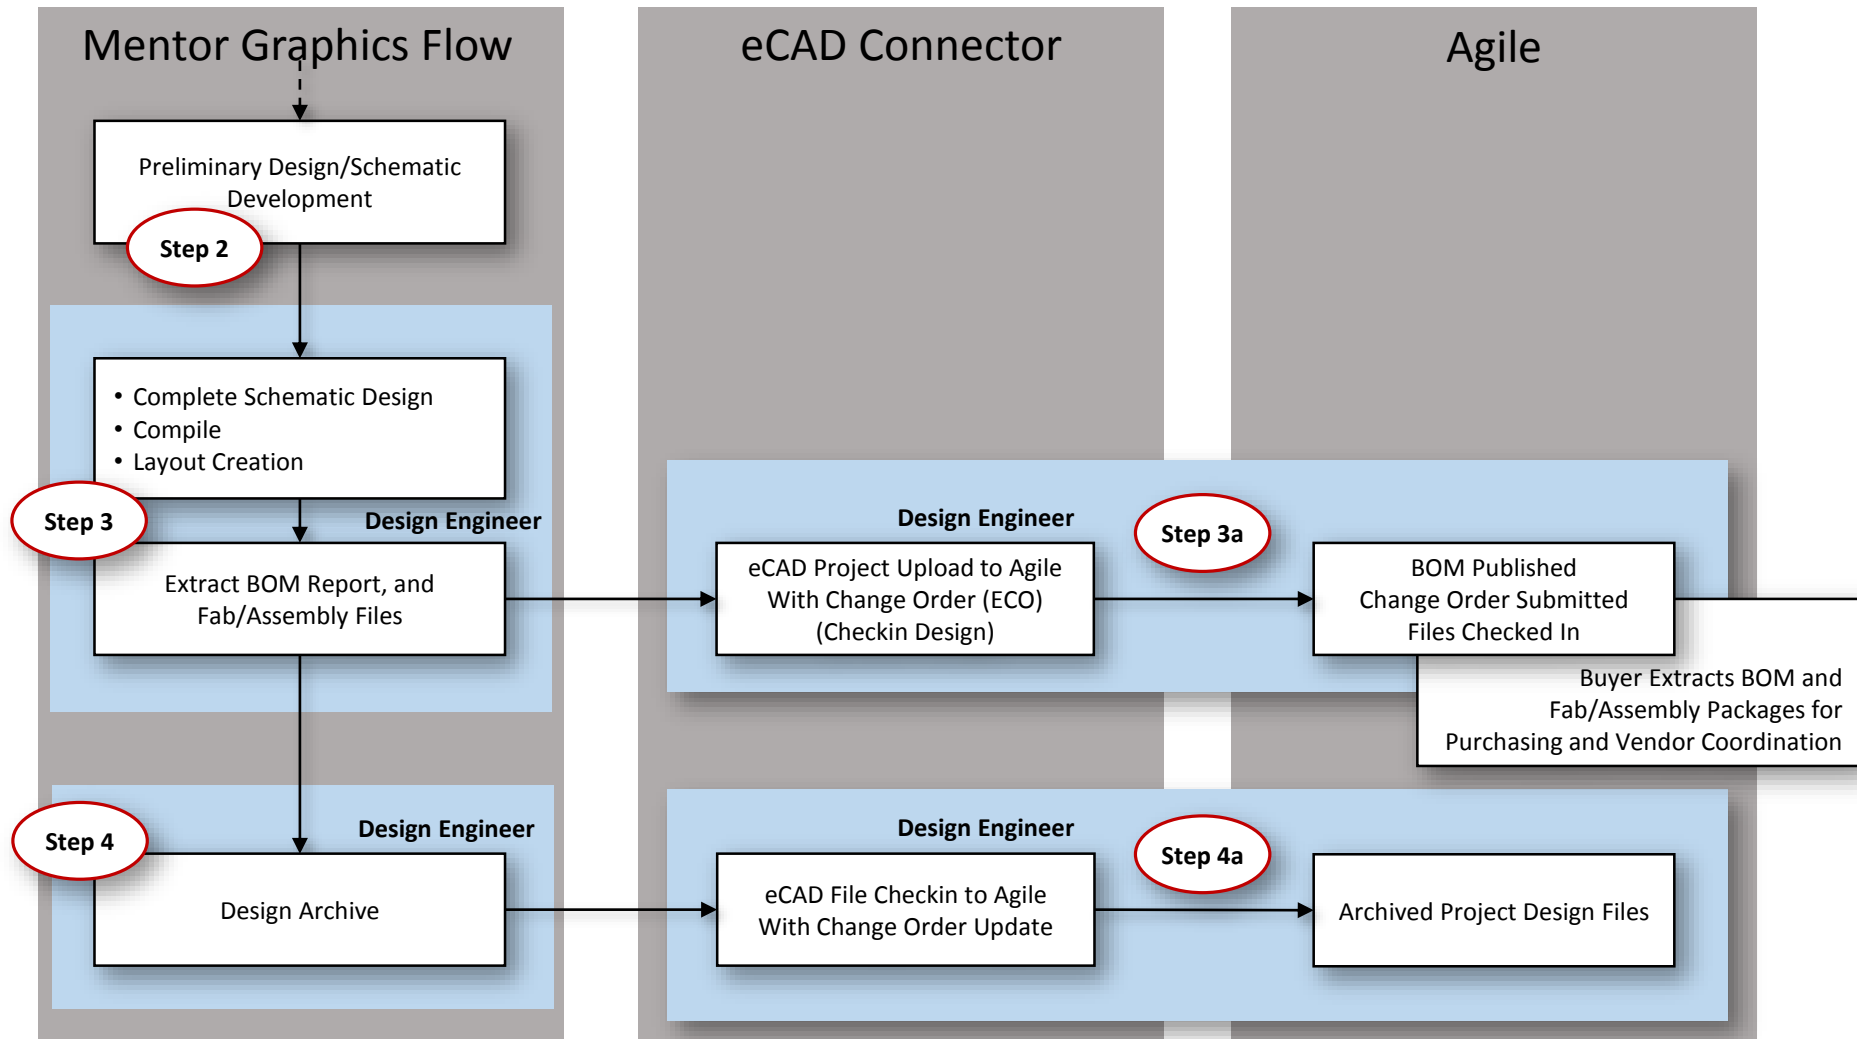 Mentor Graphics Flow
eCAD Connector
Agile
Preliminary Design/Schematic
Development
Step 2
• Complete Schematic Design
• Compile
• Layout Creation
Step 3
Design Engineer
Extract BOM Report, and
Fab/Assembly Files
Design Engineer
Step 3a
eCAD Project Upload to Agile
With Change Order (ECO)
(Checkin Design)
BOM Published
Change Order Submitted
Files Checked In
Buyer Extracts BOM and
Fab/Assembly Packages for
Purchasing and Vendor Coordination
Step 4
Design Engineer
Design Archive
Design Engineer
Step 4a
eCAD File Checkin to Agile
With Change Order Update
Archived Project Design Files